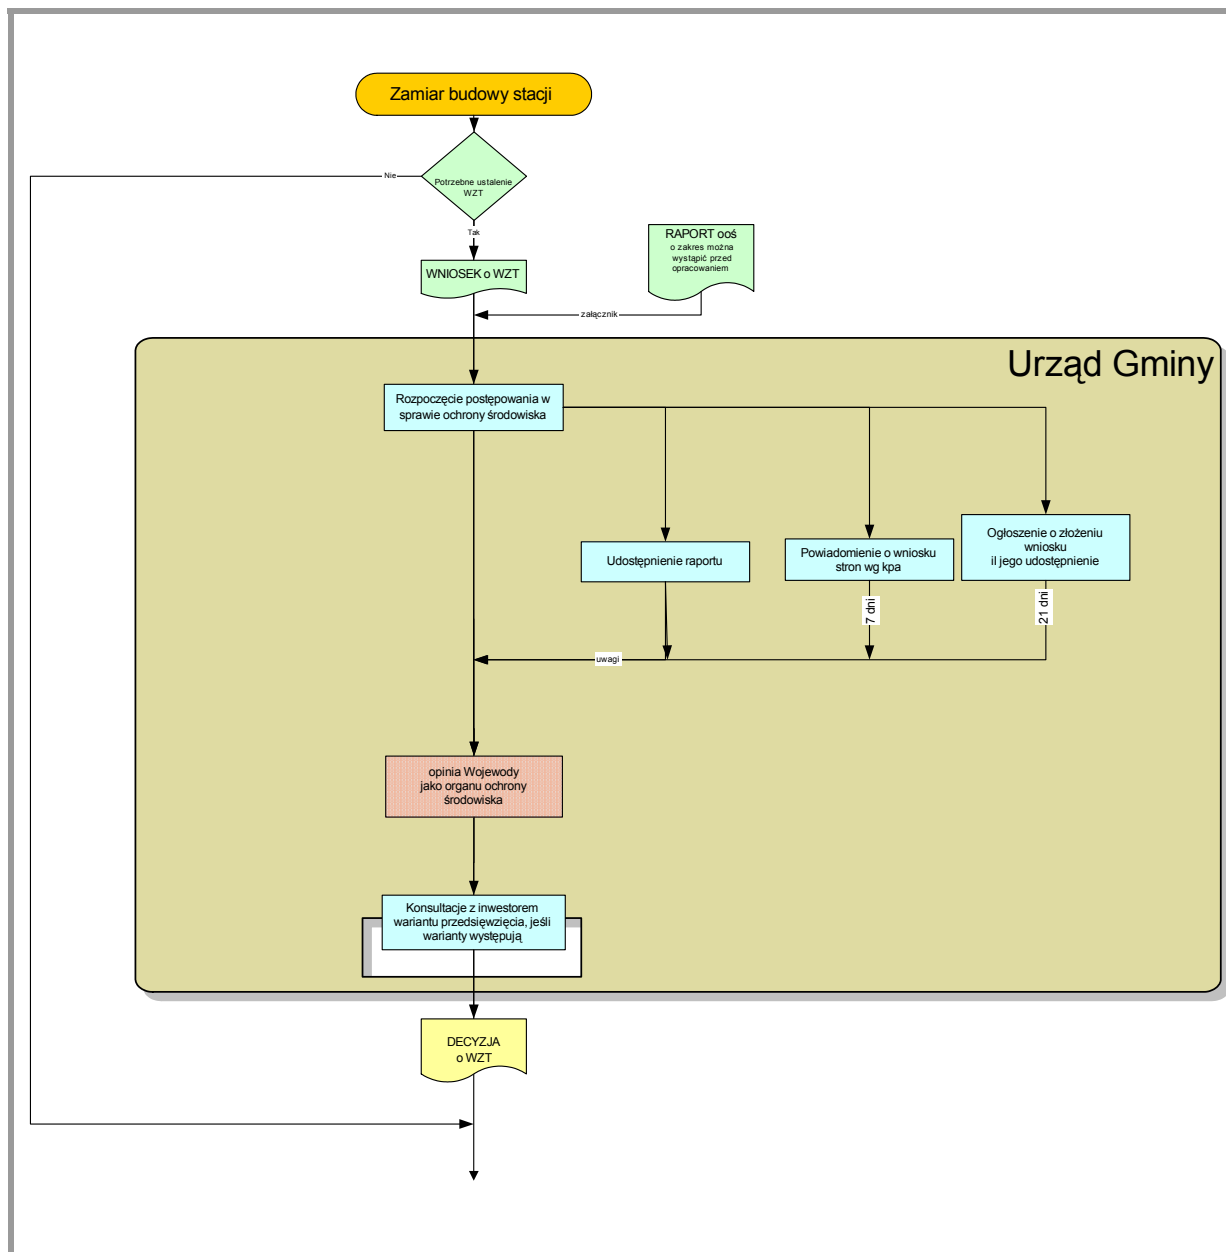 Zamiar budowy stacji
Nie
Potrzebne ustalenie
WZT
Tak
RAPORT ooś
o zakres można
wystąpić przed
opracowaniem
WNIOSEK o WZT
załącznik
Urząd Gminy
Rozpoczęcie postępowania w
sprawie ochrony środowiska
Ogłoszenie o złożeniu
wniosku
iI jego udostępnienie
Powiadomienie o wniosku
stron wg kpa
Udostępnienie raportu
7 dni
21 dni
uwagi
opinia Wojewody
jako organu ochrony
środowiska
Konsultacje z inwestorem
wariantu przedsięwzięcia, jeśli
warianty występują
DECYZJA
o WZT